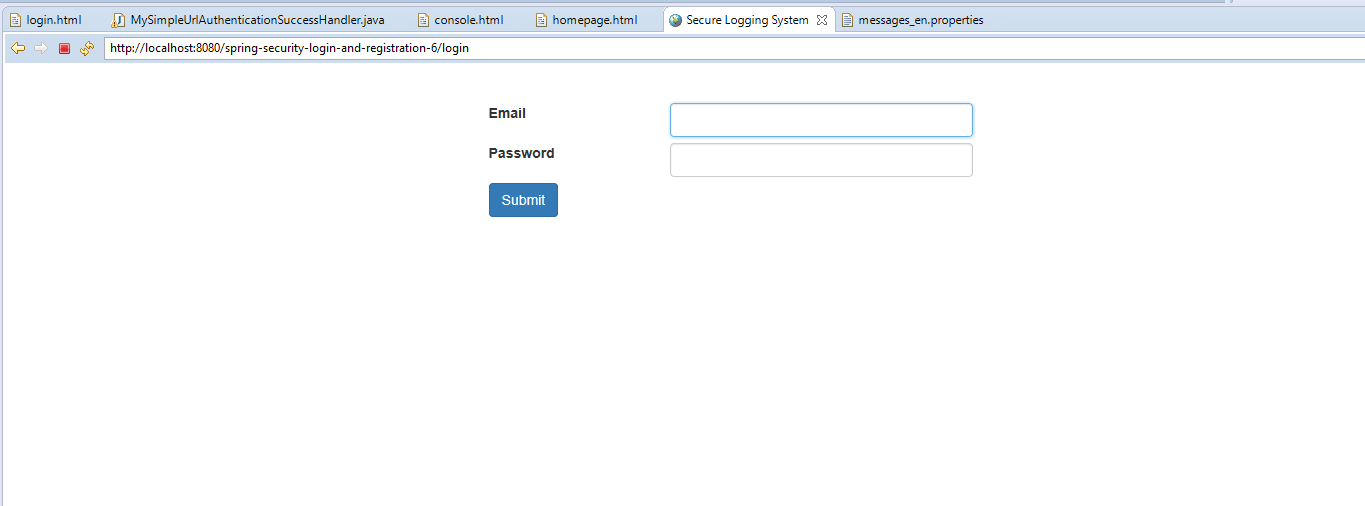 login.html MySimpleUrlAuthenticationSuccessHandler.java console.html homepage.html Secure Logging System messages_en.properties
http://localhost:8080/spring-security-login-and-registration-6/login
Email
Password
Submit